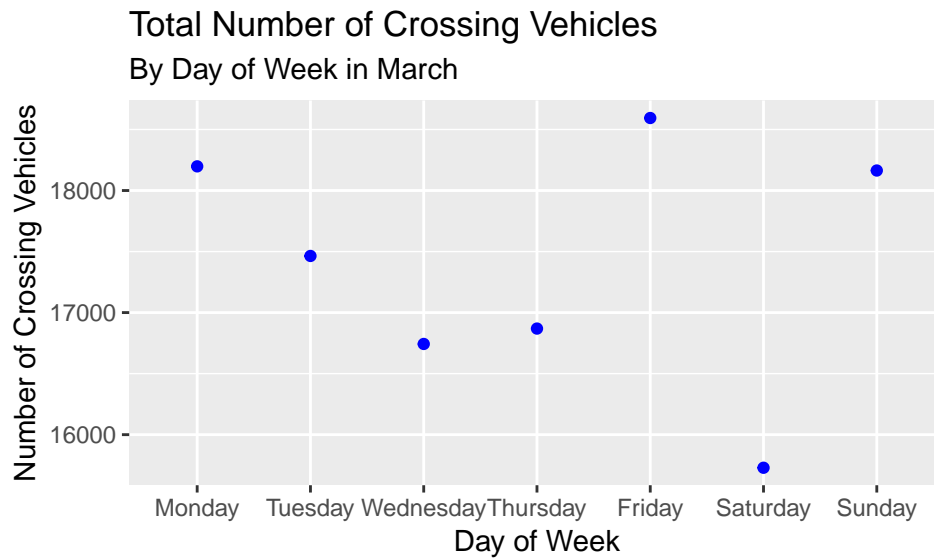 Total Number of Crossing Vehicles
By Day of Week in March
Number of Crossing Vehicles
18000
17000
16000
Monday Tuesday Wednesday Thursday Friday Saturday Sunday
Day of Week